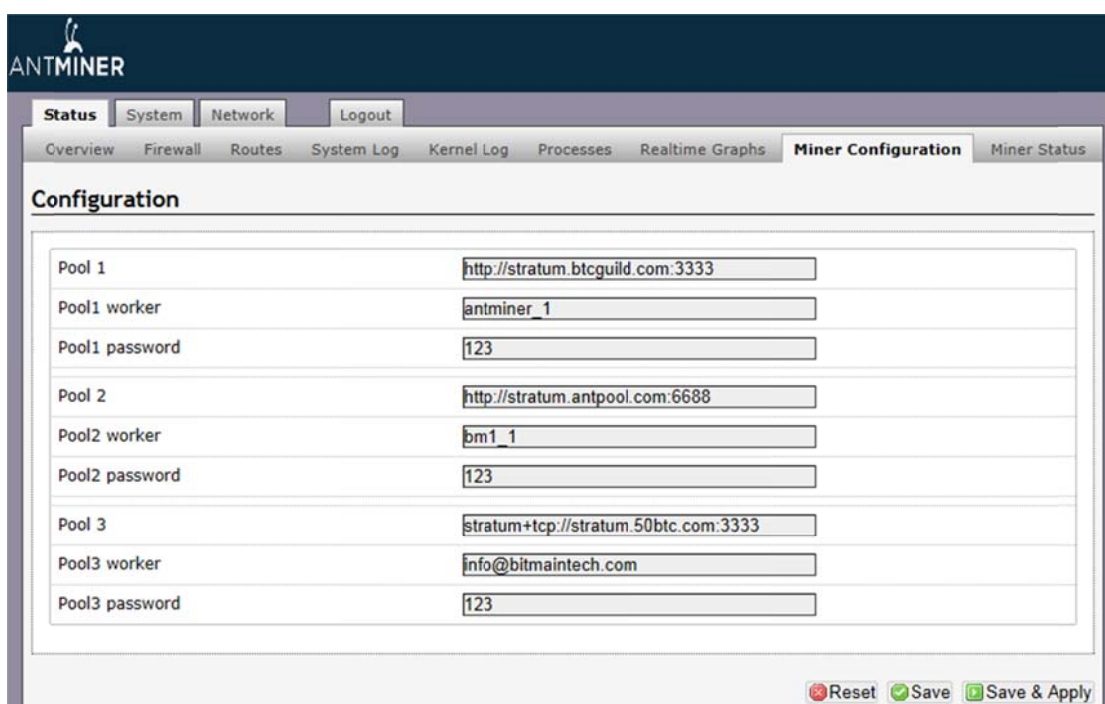 ANTMINER
Status System Network Logout
Overview Firewall Routes System Log Kernel Log Processes Realtime Graphs Miner Configuration Miner Status
Configuration
Pool 1 http://stratum.btcguild.com:3333
Pool1 worker antminer_1
Pool1 password 123
Pool 2 http://stratum.antpool.com:6688
Pool2 worker bm1_1
Pool2 password 123
Pool 3 stratum+tcp://stratum.50btc.com:3333
Pool3 worker info@bitmaintech.com
Pool3 password 123
Reset Save Save & Apply